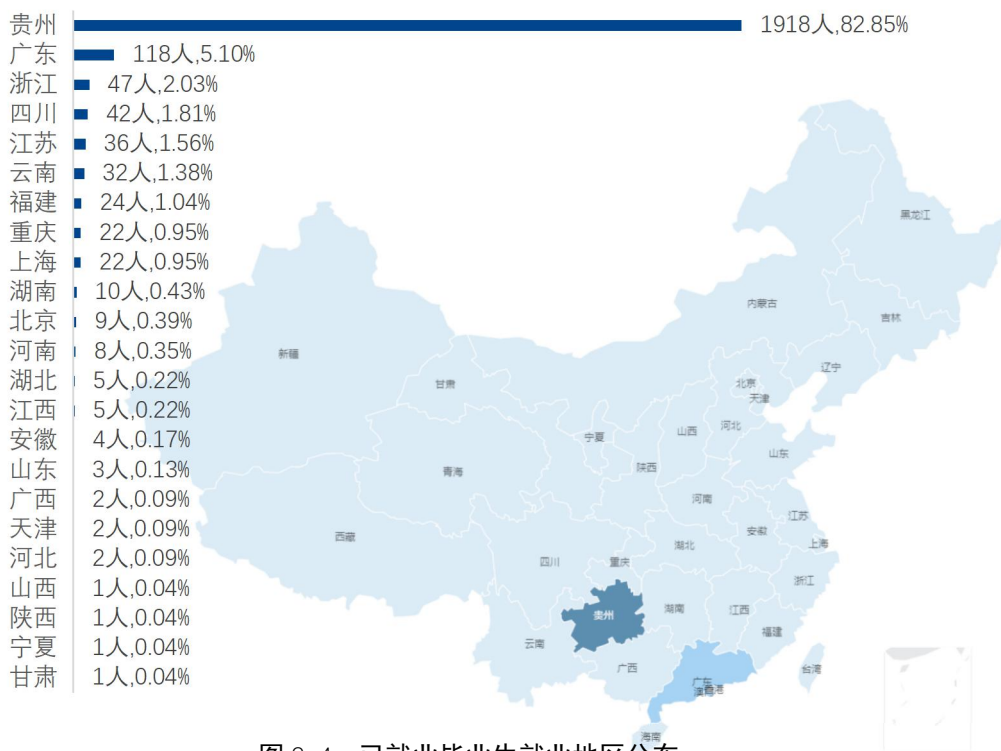 贵州 1918人,82.85%
广东 118人,5.10%
浙江 47人,2.03%
四川 42人,1.81%
江苏 36人,1.56%
云南 32人,1.38%
福建 24人,1.04%
重庆 22人,0.95%
上海 22人,0.95%
湖南 10人,0.43%
北京 9人,0.39%
河南 8人,0.35%
湖北 5人,0.22%
江西 5人,0.22%
安徽 4人,0.17%
山东 3人,0.13%
广西 2人,0.09%
天津 2人,0.09%
河北 2人,0.09%
山西 1人,0.04%
陕西 1人,0.04%
宁夏 1人,0.04%
甘肃 1人,0.04%
黑龙江
内蒙古
吉林
新疆
辽宁
甘肃
北京
天津
河北
山西
宁夏
山东
陕西
青海
河南
江苏
安徽
西藏
上海
湖北
四川
重庆
浙江
贵州
湖南
江西
福建
云南
广西
台湾
广东
海南